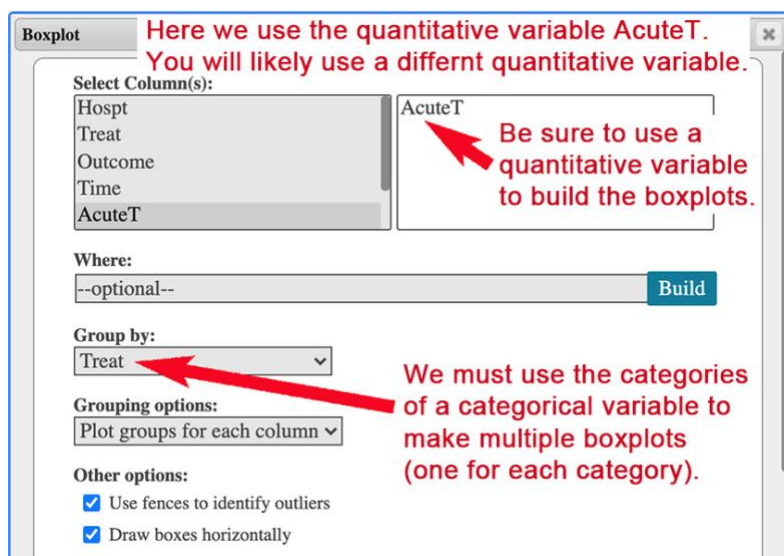 Boxplot
Here we use the quantitative variable AcuteT.
You will likely use a differnt quantitative variable.
Select Column(s):
Hospt
Treat
Outcome
Time
AcuteT
AcuteT
Be sure to use a
quantitative variable
to build the boxplots.
Where:
--optional--
Build
Group by:
Treat
We must use the categories
of a categorical variable to
make multiple boxplots
(one for each category).
Grouping options:
Plot groups for each column
Other options:
Use fences to identify outliers
Draw boxes horizontally